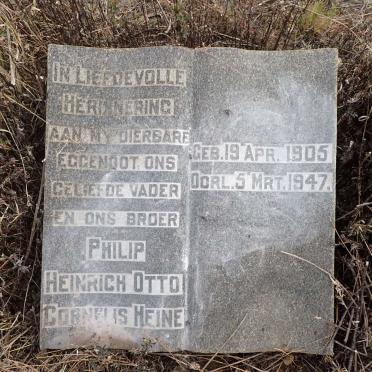 IN LIEFDEVOLLE
HERINNERING
AAN MY DIERBARE
EGGENOOT ONS
GELIEFDE VADER
EN ONS BROER
PHILIP
HEINRICH OTTO
CORNELIS HEINE
GEB. 19 APR. 1905
OORL. 5 MRT. 1947.